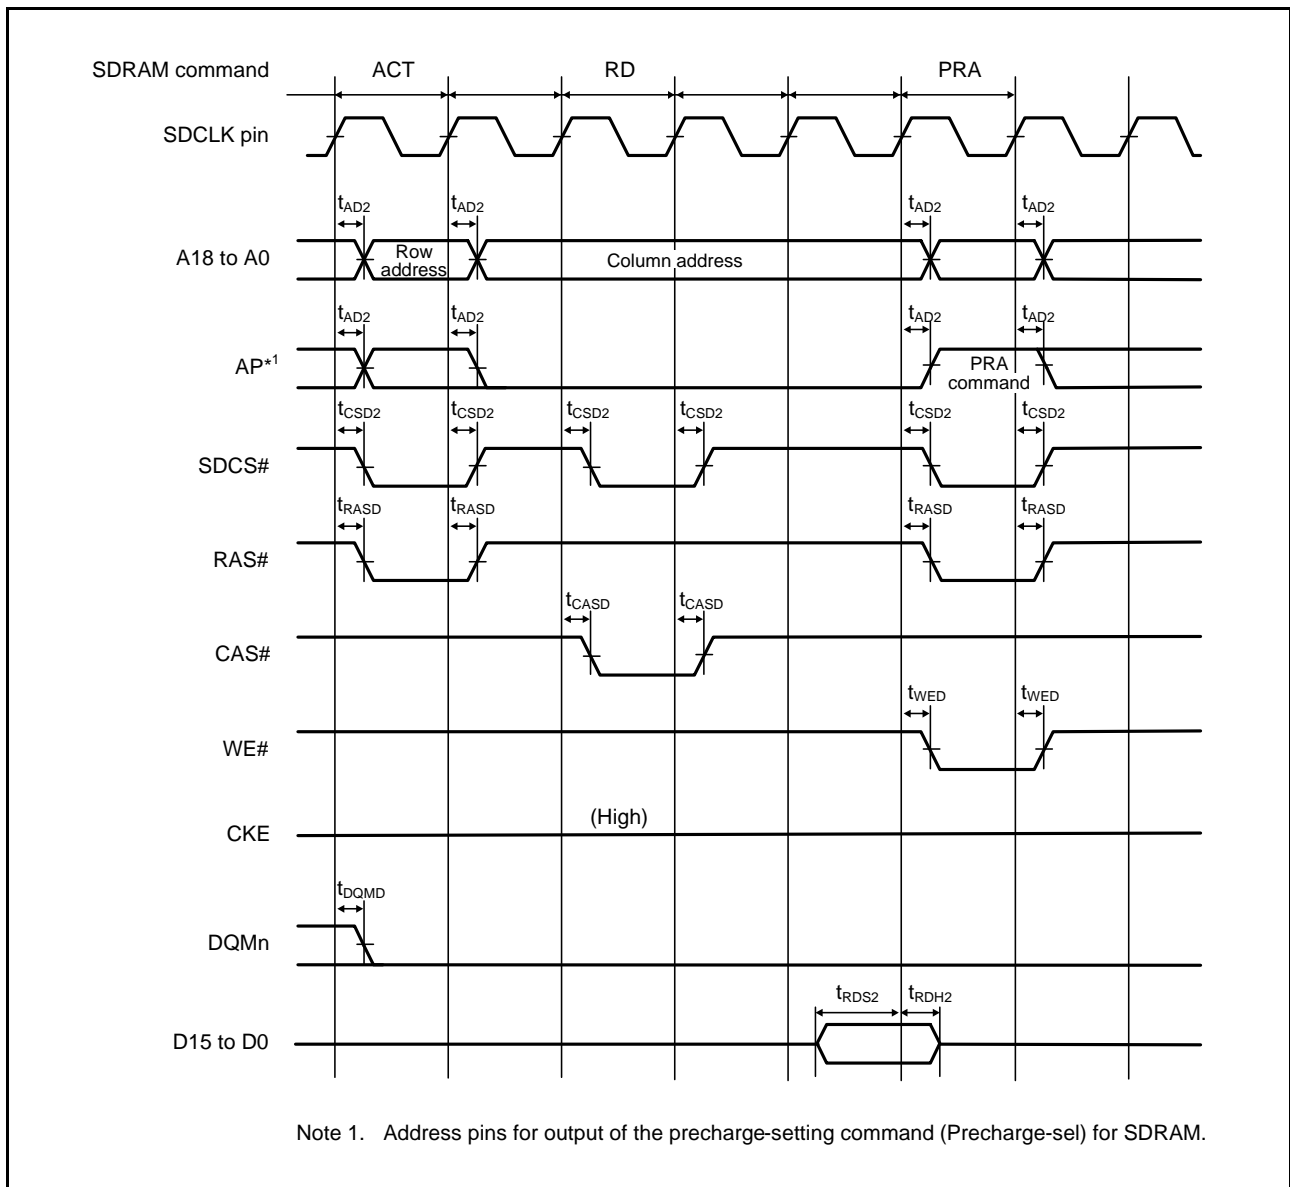 SDRAM command ACT RD PRA
SDCLK pin
tAD2 tAD2 tAD2 tAD2
A18 to A0 Row address Column address
tAD2 tAD2 tAD2 tAD2
AP*1 PRA command
tCSD2 tCSD2 tCSD2 tCSD2 tCSD2 tCSD2
SDCS#
tRASD tRASD tRASD tRASD
RAS#
tCASD tCASD
CAS#
tWED tWED
WE#
(High)
CKE
tDQMD
DQMn
tRDS2 tRDH2
D15 to D0
Note 1. Address pins for output of the precharge-setting command (Precharge-sel) for SDRAM.